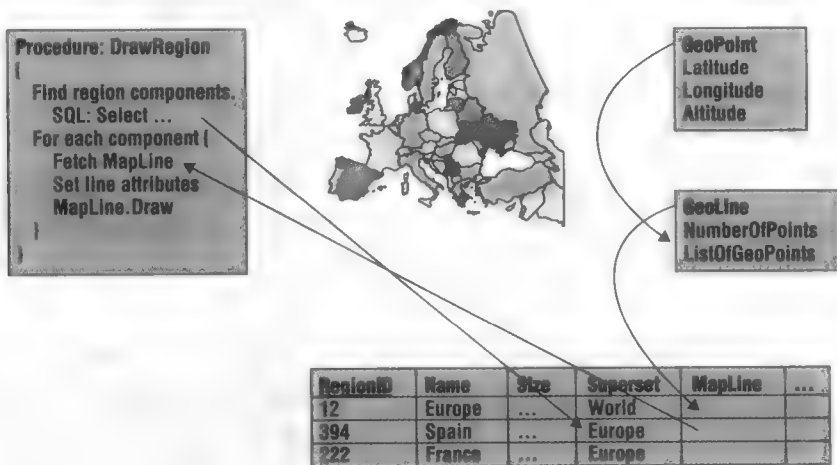 Procedure: DrawRegion
{
Find region components.
SQL: Select ...
For each component {
Fetch MapLine
Set line attributes
MapLine.Draw
}
}
GeoPoint
Latitude
Longitude
Altitude
GeoLine
NumberOfPoints
ListOfGeoPoints
RegionID Name Size Superset MapLine ...
12 Europe ... World
394 Spain ... Europe
222 France ... Europe